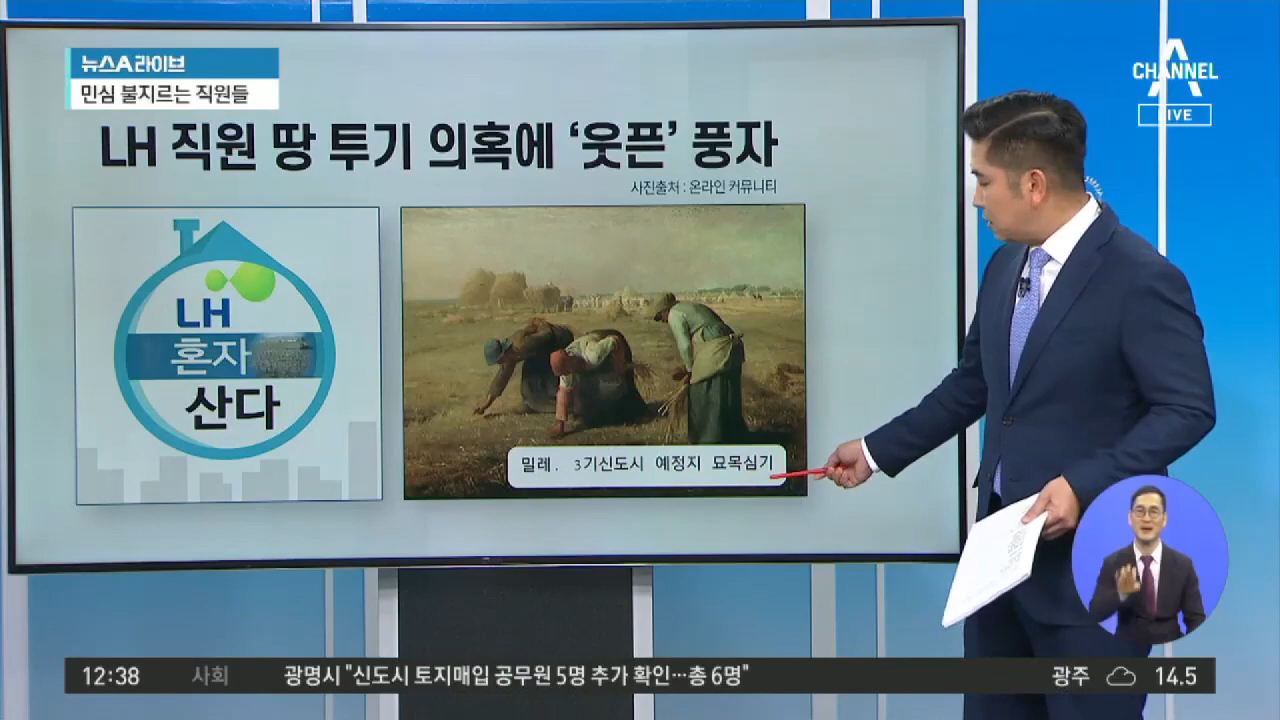 뉴스A 라이브
민심 불지르는 직원들
CHANNEL A
LIVE
LH 직원 땅 투기 의혹에 ‘웃픈’ 풍자
사진출처 : 온라인 커뮤니티
LH
혼자
산다
밀레. 3기신도시 예정지 묘목심기
12:38 사회 광명시 "신도시 토지매입 공무원 5명 추가 확인…총 6명" 광주 14.5